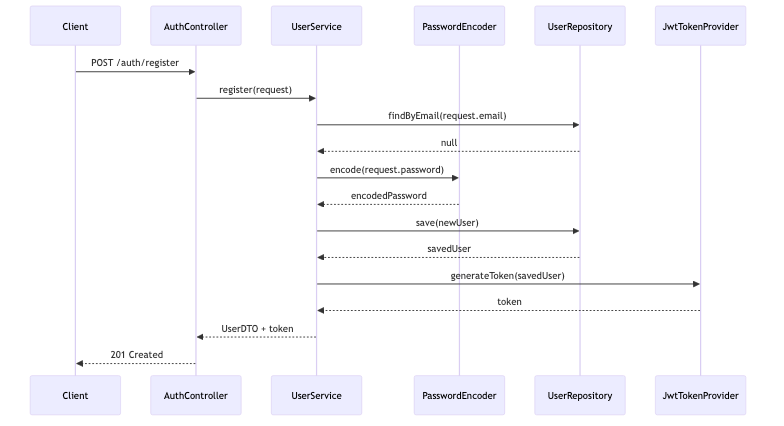 Client
AuthController
UserService
PasswordEncoder
UserRepository
JwtTokenProvider
POST /auth/register
register(request)
findByEmail(request.email)
null
encode(request.password)
encodedPassword
save(newUser)
savedUser
generateToken(savedUser)
token
UserDTO + token
201 Created
Client
AuthController
UserService
PasswordEncoder
UserRepository
JwtTokenProvider